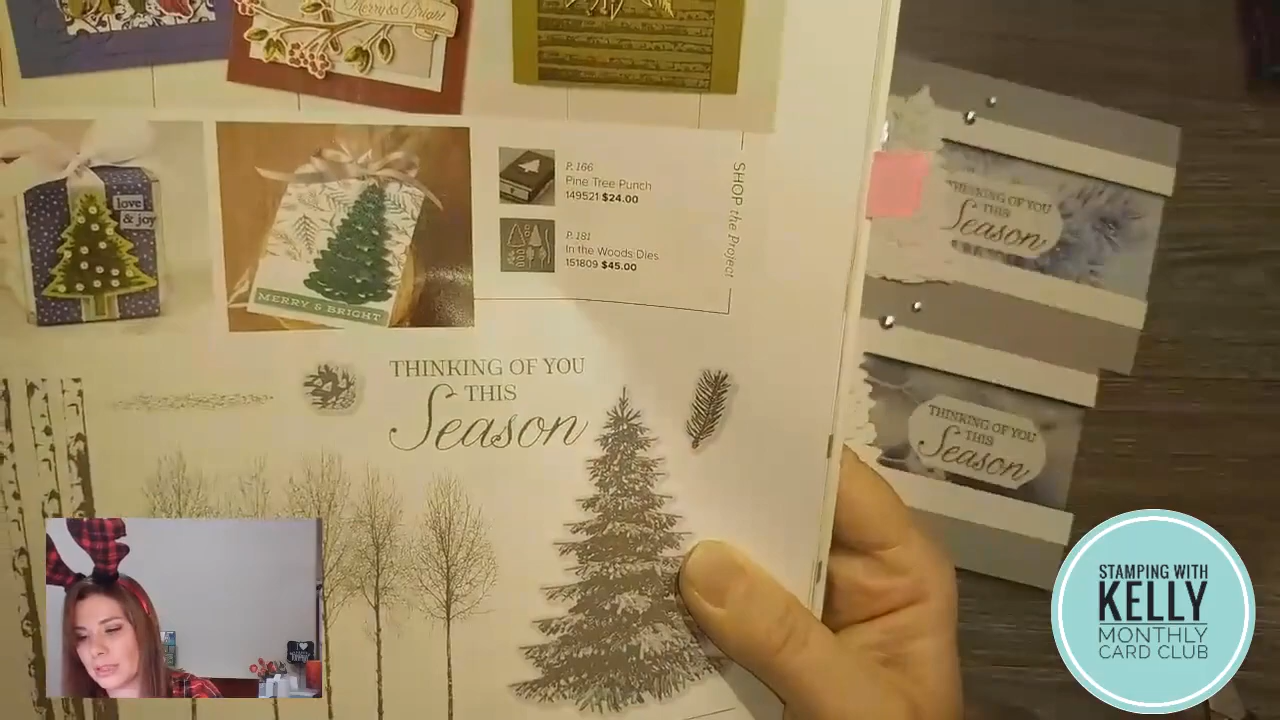 Merry & Bright
love
& joy
MERRY & BRIGHT
P. 166
Pine Tree Punch
149521 $24.00
P. 181
In the Woods Dies
151809 $45.00
SHOP the Project
THINKING OF YOU
THIS
Season
THINKING OF YOU
THIS
Season
THINKING OF YOU
THIS
Season
STAMPING WITH
KELLY
MONTHLY
CARD CLUB